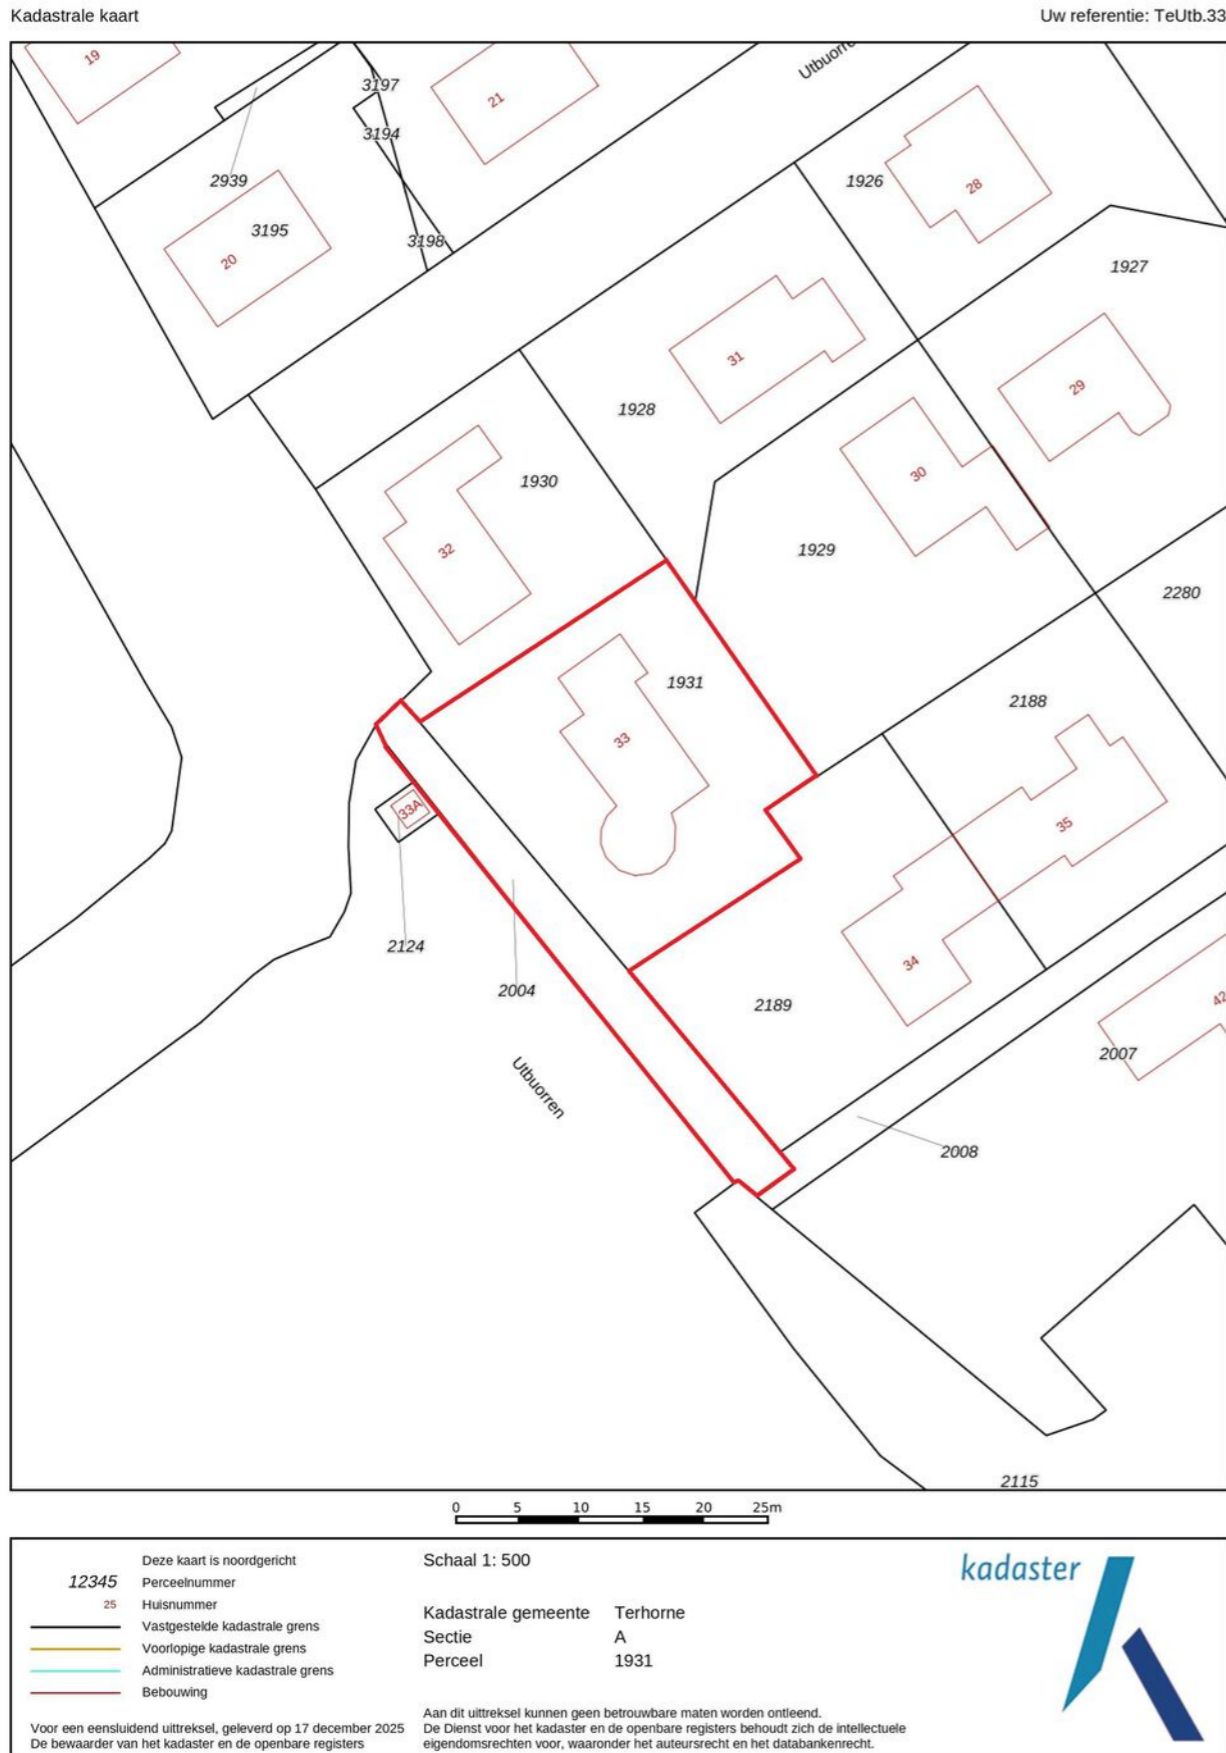 Kadastrale kaart
Uw referentie: TeUtb.33
19
3197
21
Utbuorre
3194
2939
1926
28
3195
20
3198
1927
31
29
1928
30
1930
32
1929
2280
1931
2188
33
33A
35
2124
2004
34
2189
42
2007
Utbuorren
2008
2115
0 5 10 15 20 25m
Deze kaart is noordgericht
12345 Perceelnummer
25 Huisnummer
Vastgestelde kadastrale grens
Voorlopige kadastrale grens
Administratieve kadastrale grens
Bebouwing
Voor een eensluidend uittreksel, geleverd op 17 december 2025
De bewaarder van het kadaster en de openbare registers
Schaal 1: 500
Kadastrale gemeente Terhorne
Sectie A
Perceel 1931
Aan dit uittreksel kunnen geen betrouwbare maten worden ontleend.
De Dienst voor het kadaster en de openbare registers behoudt zich de intellectuele
eigendomsrechten voor, waaronder het auteursrecht en het databankenrecht.
kadaster